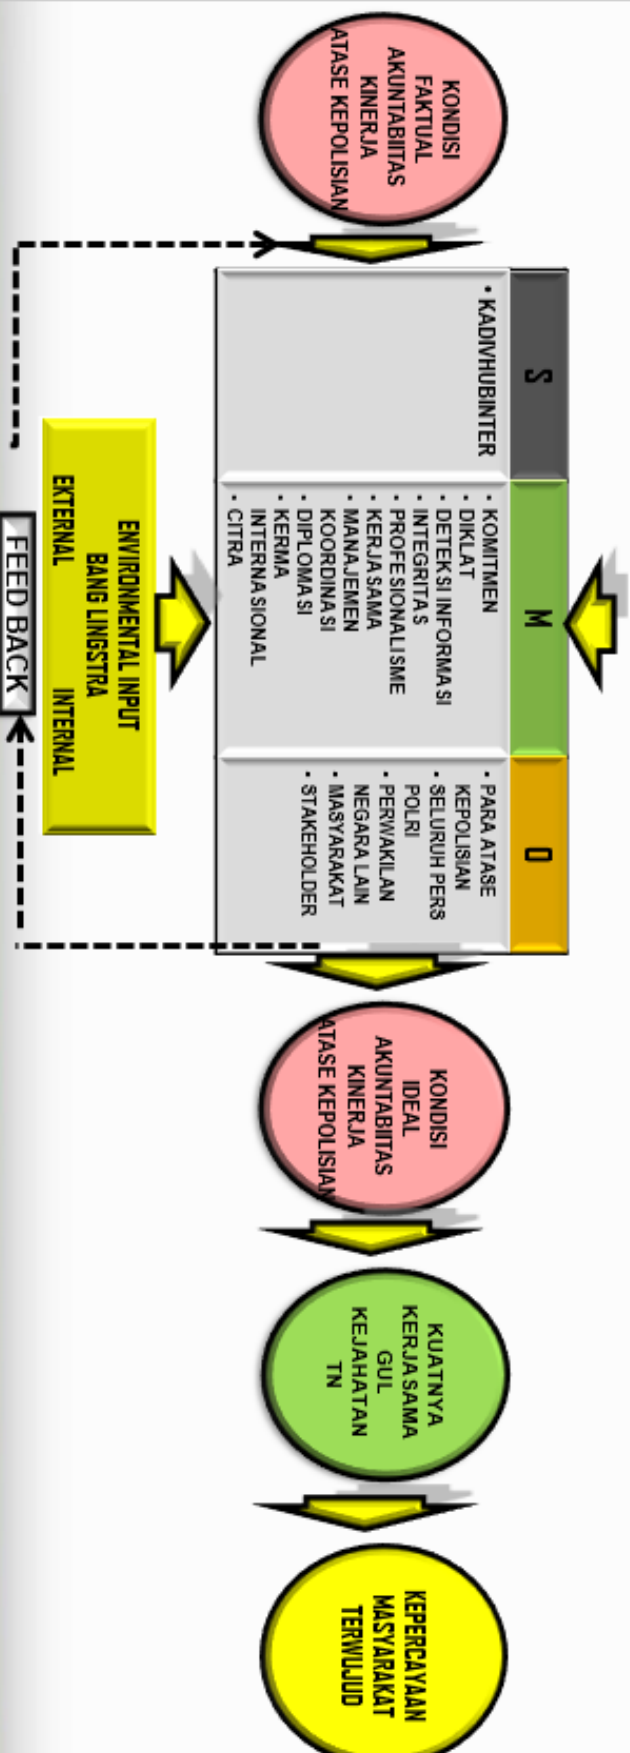 KONDISI
FAKTUAL
AKUNTABIITAS
KINERJA
ATASE KEPOLISIAN
S
• KADIVHUBINTER
M
• KOMITMEN
• DIKLAT
• DETEKSI INFORMASI
• INTEGRITAS
• PROFESIONALISME
• KERJASAMA
• MANAJEMEN
KOORDINASI
• DIPLOMASI
• KERMA
INTERNASIONAL
• CITRA
O
• PARA ATASE
KEPOLISIAN
• SELURUH PERS
POLRI
• PERWAKILAN
NEGARA LAIN
• MASYARAKAT
• STAKEHOLDER
ENVIRONMENTAL INPUT
BANG LINGSTRA
EKTERNAL INTERNAL
FEED BACK
KONDISI
IDEAL
AKUNTABIITAS
KINERJA
ATASE KEPOLISIAN
KUATNYA
KERJASAMA
GUL
KEJAHATAN
TN
KEPERCAYAAN
MASYARAKAT
TERWUJUD